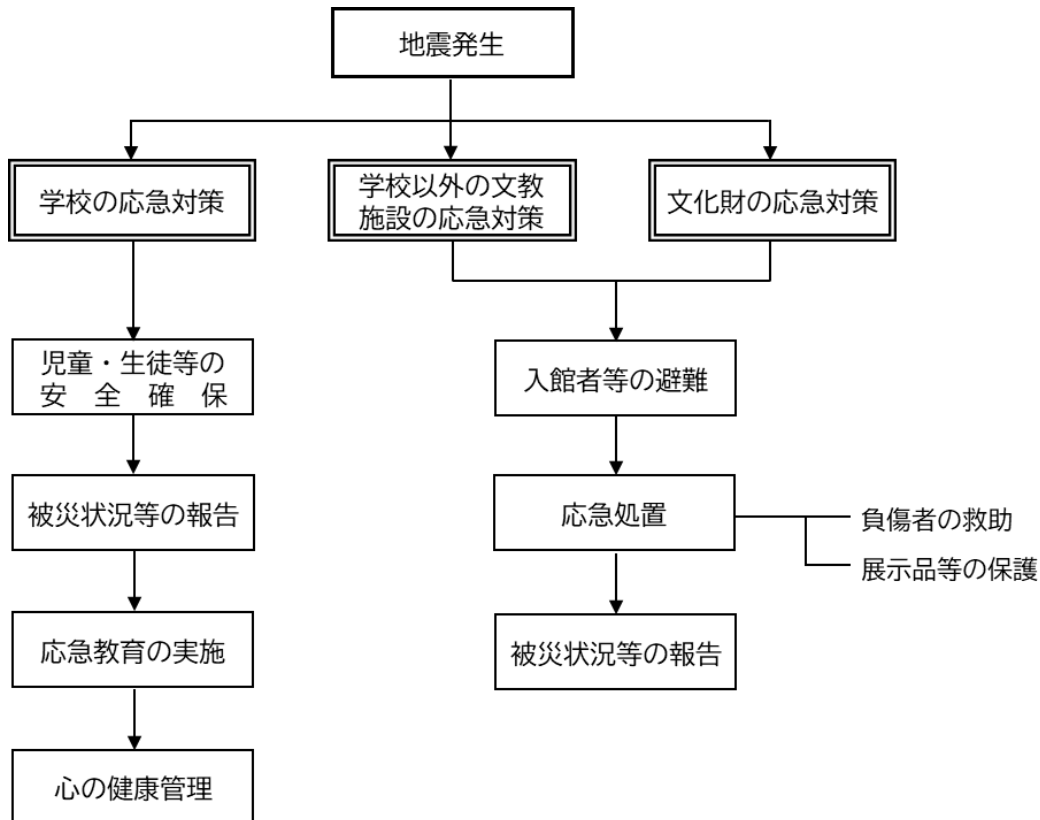 地震発生
学校の応急対策
学校以外の文教
施設の応急対策
文化財の応急対策
児童・生徒等の
安 全 確 保
入館者等の避難
被災状況等の報告
応急処置
負傷者の救助
展示品等の保護
応急教育の実施
被災状況等の報告
心の健康管理